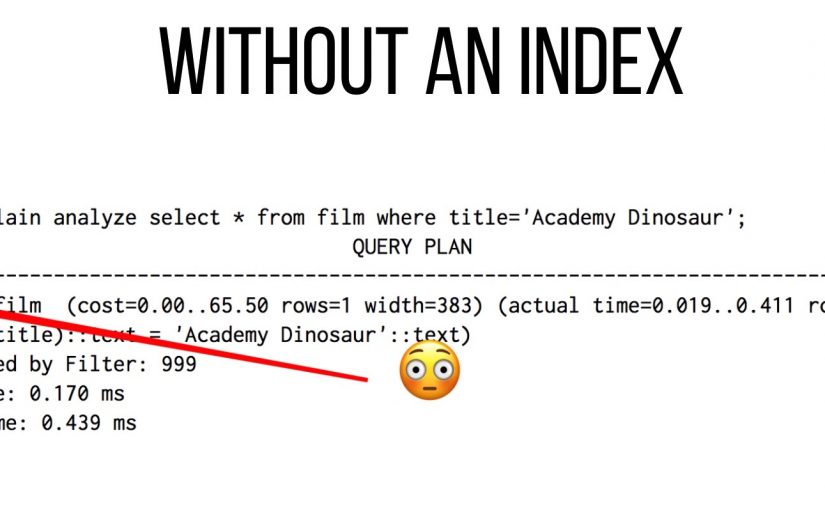 WITHOUT AN INDEX
lain analyze select * from film where title='Academy Dinosaur';
QUERY PLAN
film (cost=0.00..65.50 rows=1 width=383) (actual time=0.019..0.411 ro
title)::text = 'Academy Dinosaur'::text)
ed by Filter: 999
e: 0.170 ms
me: 0.439 ms